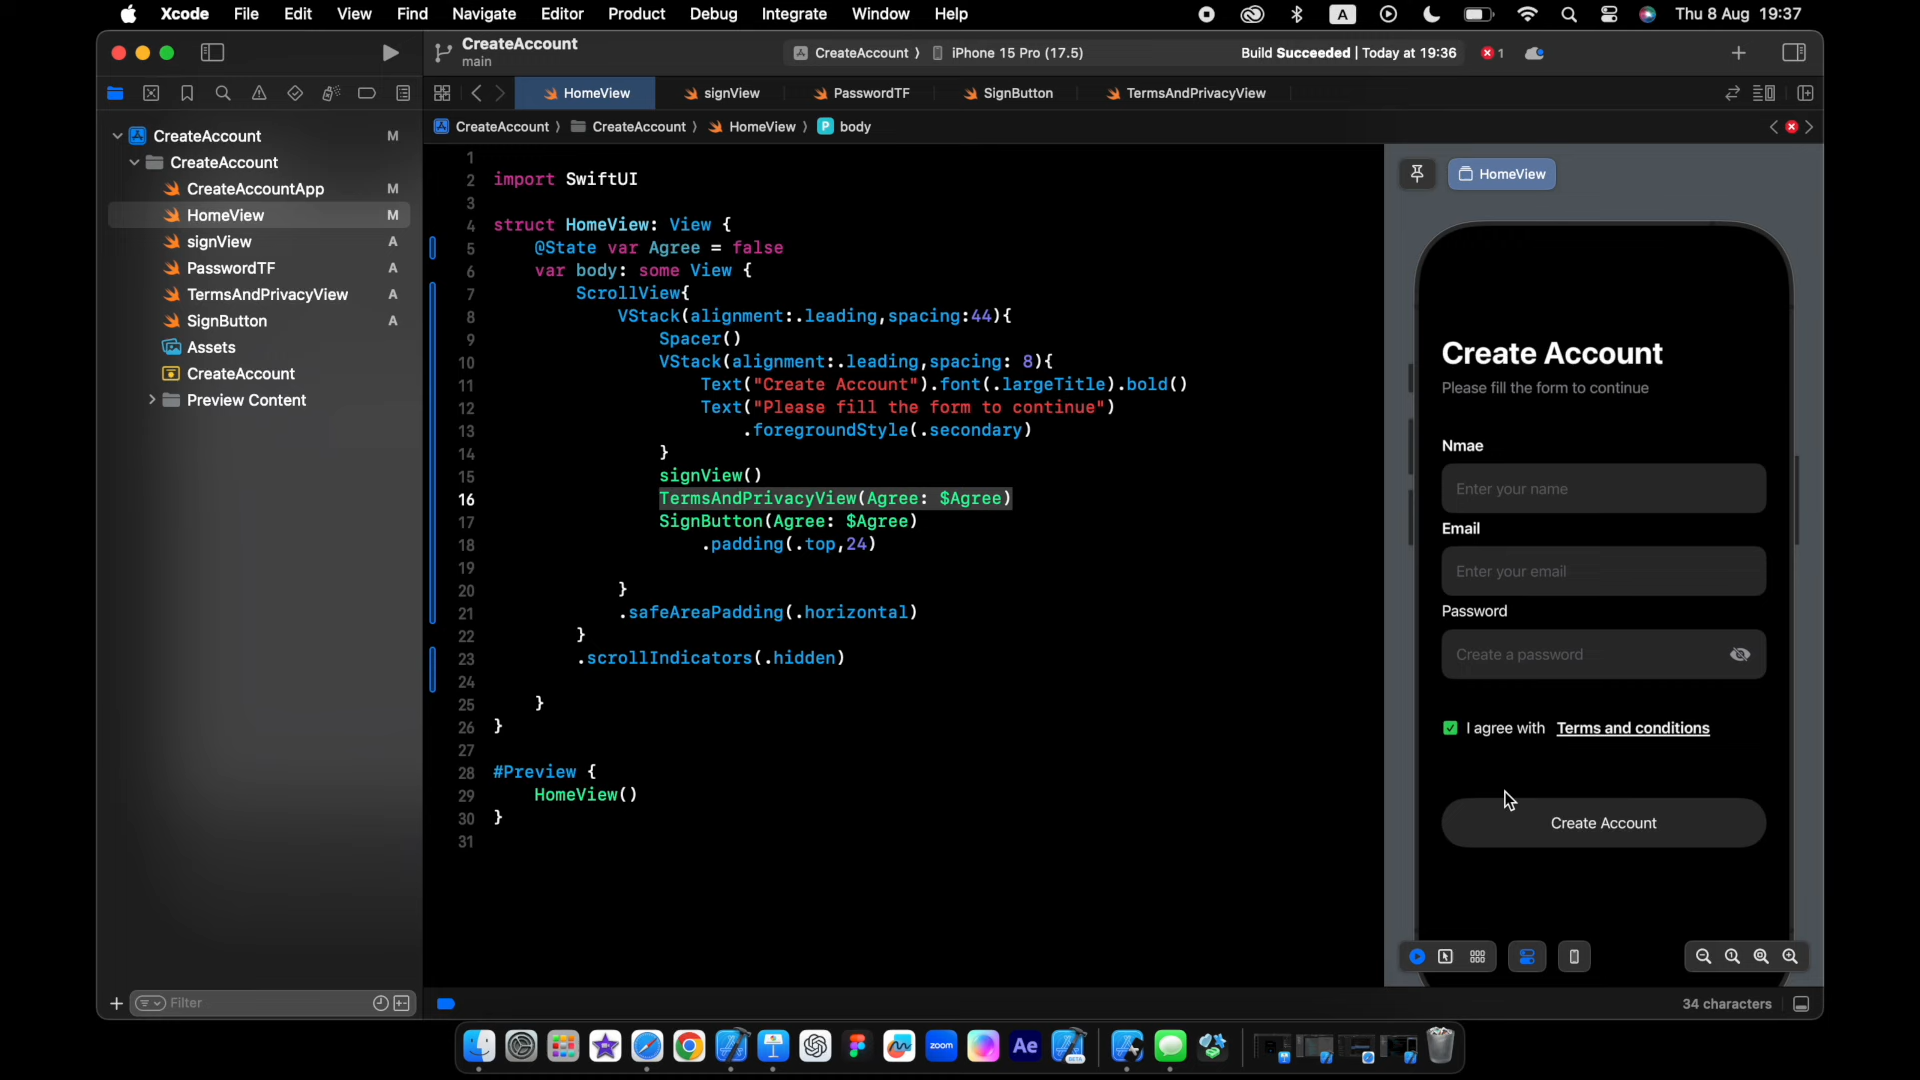 Xcode File Edit View Find Navigate Editor Product Debug Integrate Window Help A Thu 8 Aug 19:37
CreateAccount
main
CreateAccount 〉 iPhone 15 Pro (17.5)
Build Succeeded | Today at 19:36
1
HomeView signView PasswordTF SignButton TermsAndPrivacyView
CreateAccount 〉 CreateAccount 〉 HomeView 〉 P body
CreateAccount M
CreateAccount
CreateAccountApp M
HomeView M
signView A
PasswordTF A
TermsAndPrivacyView A
SignButton A
Assets
CreateAccount
Preview Content
Filter
1
2 import SwiftUI
3
4 struct HomeView: View {
5 @State var Agree = false
6 var body: some View {
7 ScrollView{
8 VStack(alignment:.leading,spacing:44){
9 Spacer()
10 VStack(alignment:.leading,spacing: 8){
11 Text("Create Account").font(.largeTitle).bold()
12 Text("Please fill the form to continue")
13 .foregroundStyle(.secondary)
14 }
15 signView()
16 TermsAndPrivacyView(Agree: $Agree)
17 SignButton(Agree: $Agree)
18 .padding(.top,24)
19
20 }
21 .safeAreaPadding(.horizontal)
22 }
23 .scrollIndicators(.hidden)
24
25 }
26 }
27
28 #Preview {
29 HomeView()
30 }
31
HomeView
Create Account
Please fill the form to continue
Nmae
Enter your name
Email
Enter your email
Password
Create a password
I agree with Terms and conditions
Create Account
34 characters
zoom
Ae
BETA